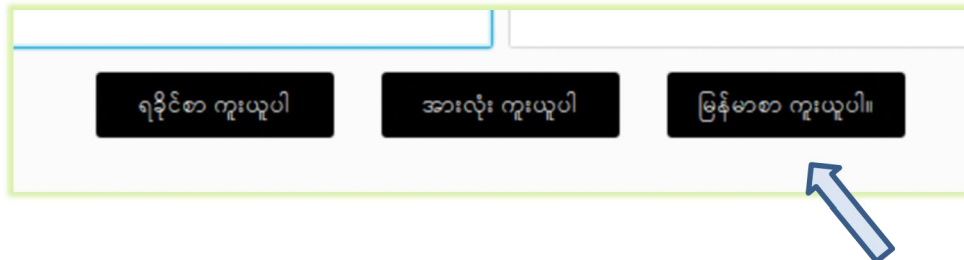 ရခိုင်စာ ကူးယူပါ
အားလုံး ကူးယူပါ
မြန်မာစာ ကူးယူပါ။